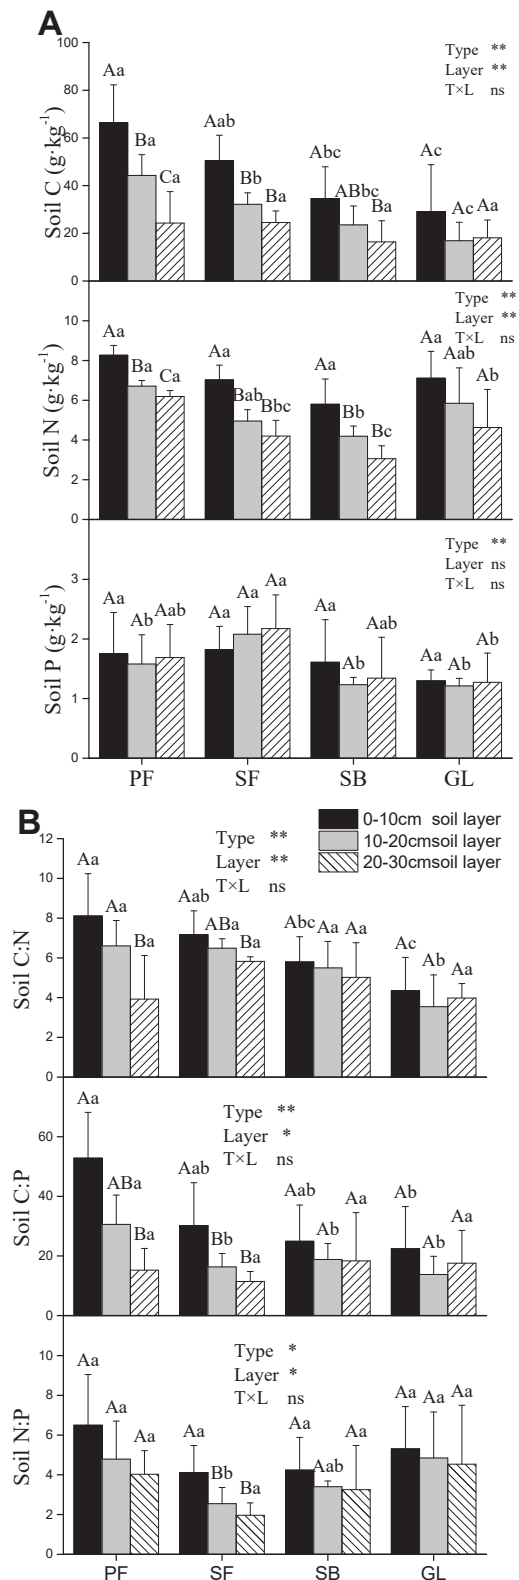 A
Type **
Layer **
T×L ns
Soil C (g·kg⁻¹)
100
80
60
40
20
0
Aa Ba Ca Aab Bb Ba Abc ABbc Ba Ac Ac Aa
Type **
Layer **
T×L ns
Soil N (g·kg⁻¹)
10
8
6
4
2
0
Aa Ba Ca Aa Bab Bbc Aa Bb Bc Aa Aab Ab
Type **
Layer ns
T×L ns
Soil P (g·kg⁻¹)
3
2
1
0
Aa Ab Aab Aa Aa Aa Aa Ab Aab Aa Ab Ab
PF SF SB GL
B
0-10cm soil layer
10-20cmsoil layer
20-30cmsoil layer
Type **
Layer **
T×L ns
Soil C:N
12
10
8
6
4
2
0
Aa Aa Ba Aab ABa Ba Abc Aa Aa Ac Ab Aa
Type **
Layer *
T×L ns
Soil C:P
60
40
20
0
Aa ABa Ba Aab Bb Ba Aab Ab Aa Ab Ab Aa
Type *
Layer *
T×L ns
Soil N:P
10
8
6
4
2
0
Aa Aa Aa Aa Bb Ba Aa Aab Aa Aa Aa Aa
PF SF SB GL